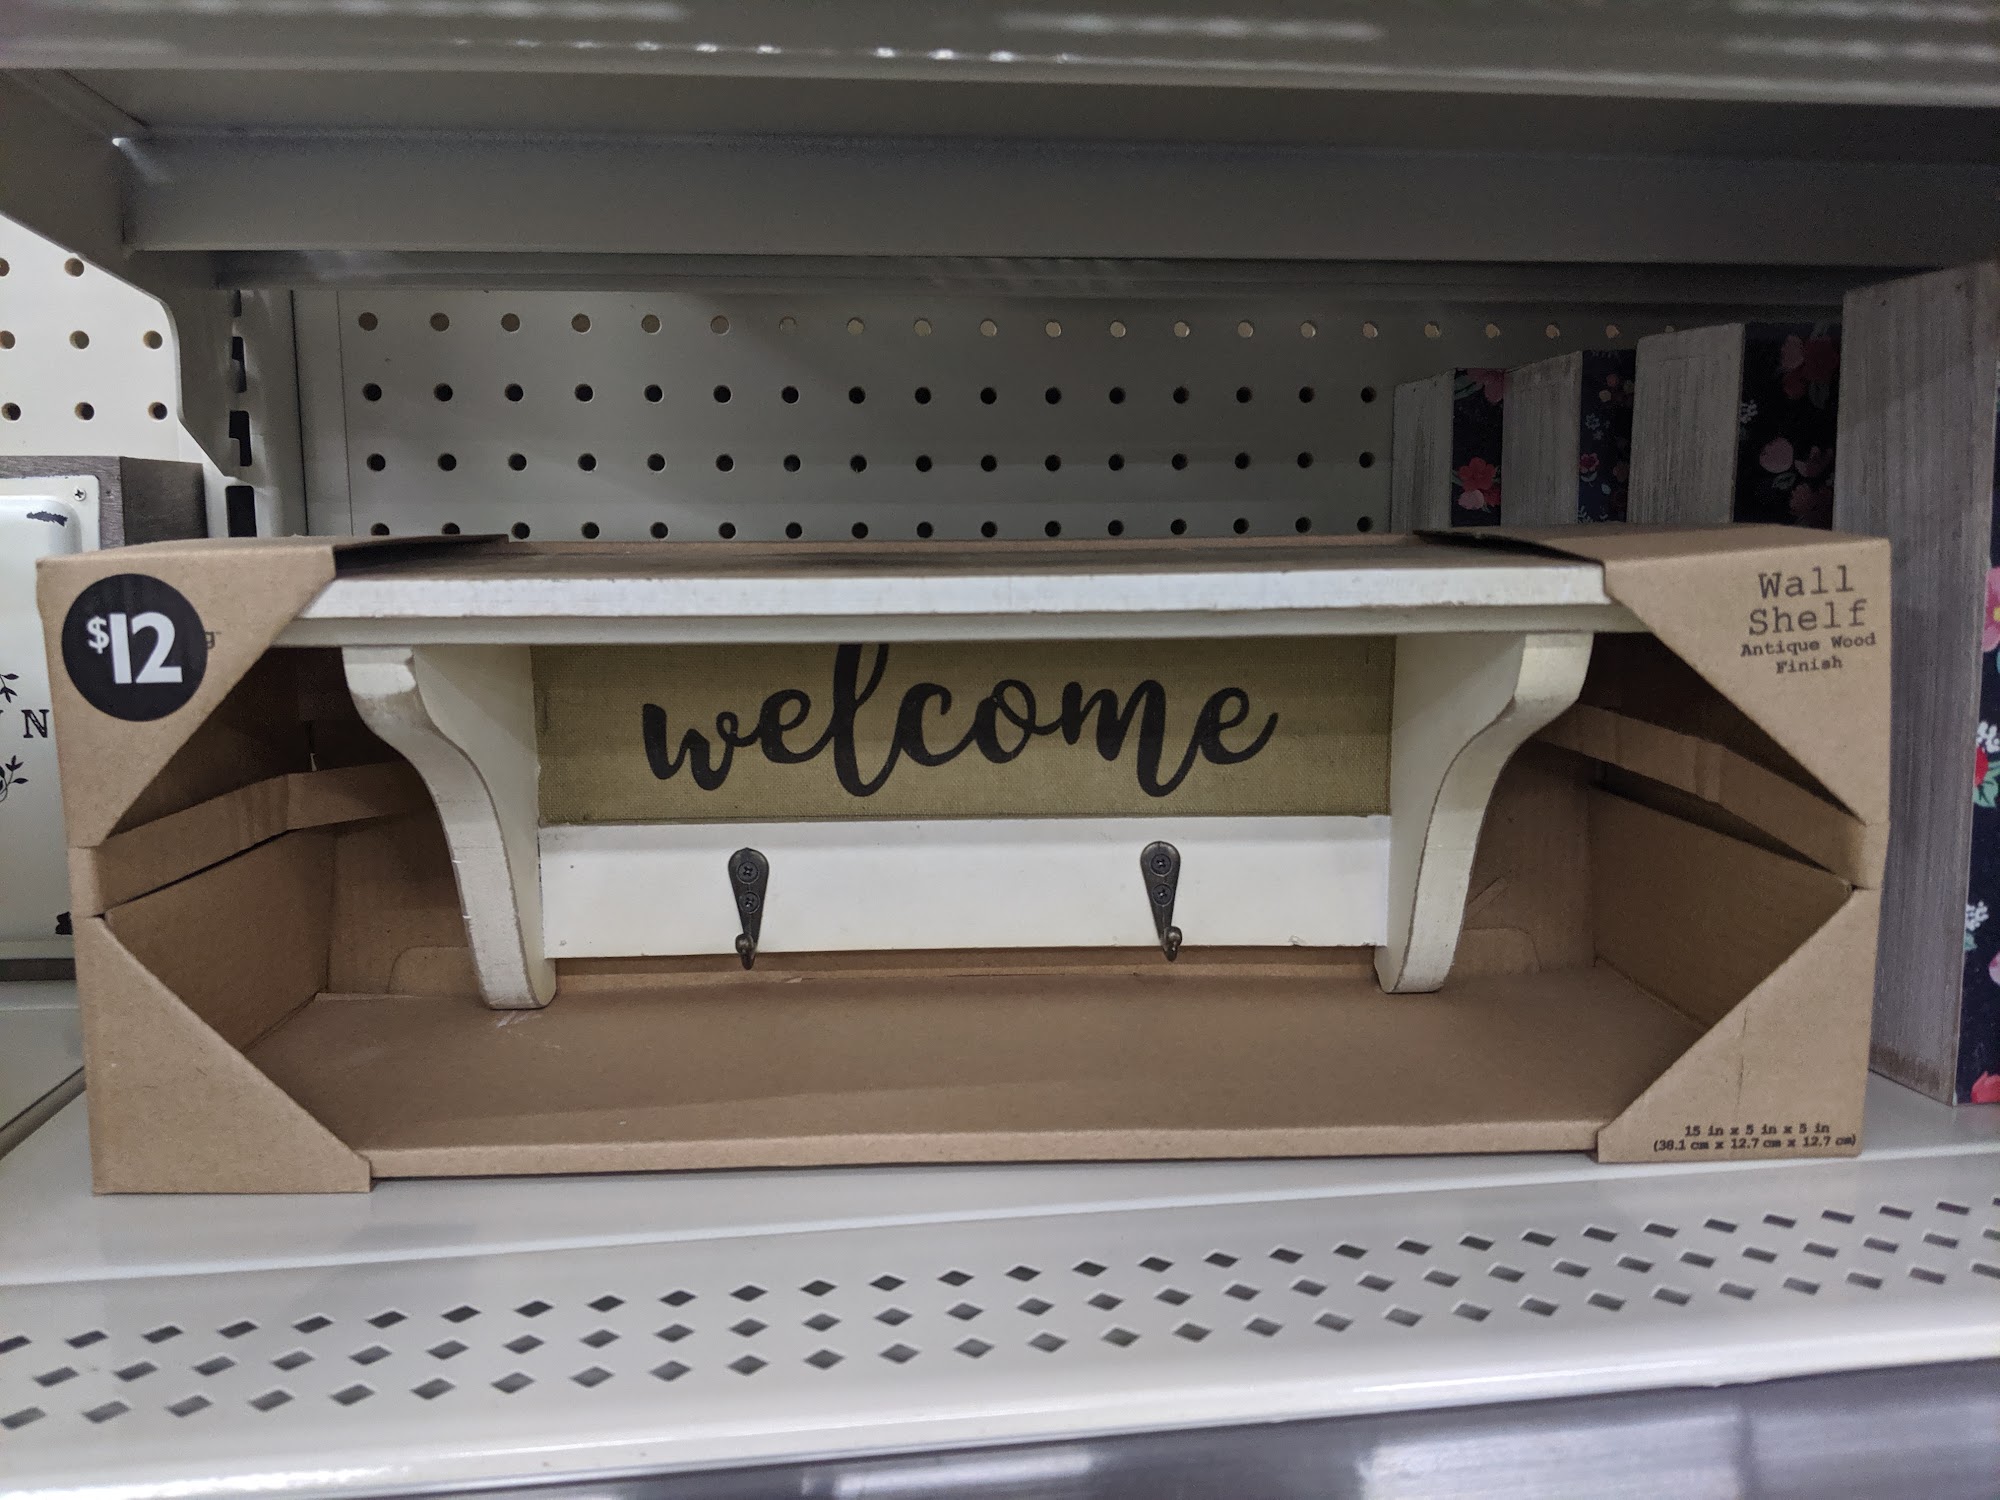 $12
Wall
Shelf
Antique Wood
Finish
welcome
N
15 in x 5 in x 5 in
(38.1 cm x 12.7 cm x 12.7 cm)